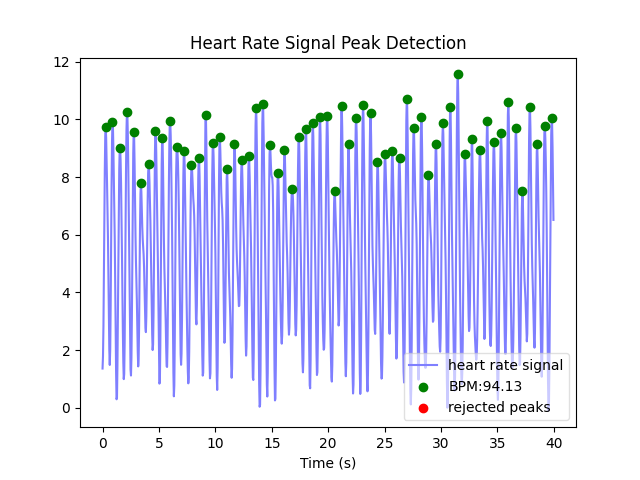 Heart Rate Signal Peak Detection
12
10
8
6
4
2
0
heart rate signal
BPM:94.13
rejected peaks
0 5 10 15 20 25 30 35 40
Time (s)